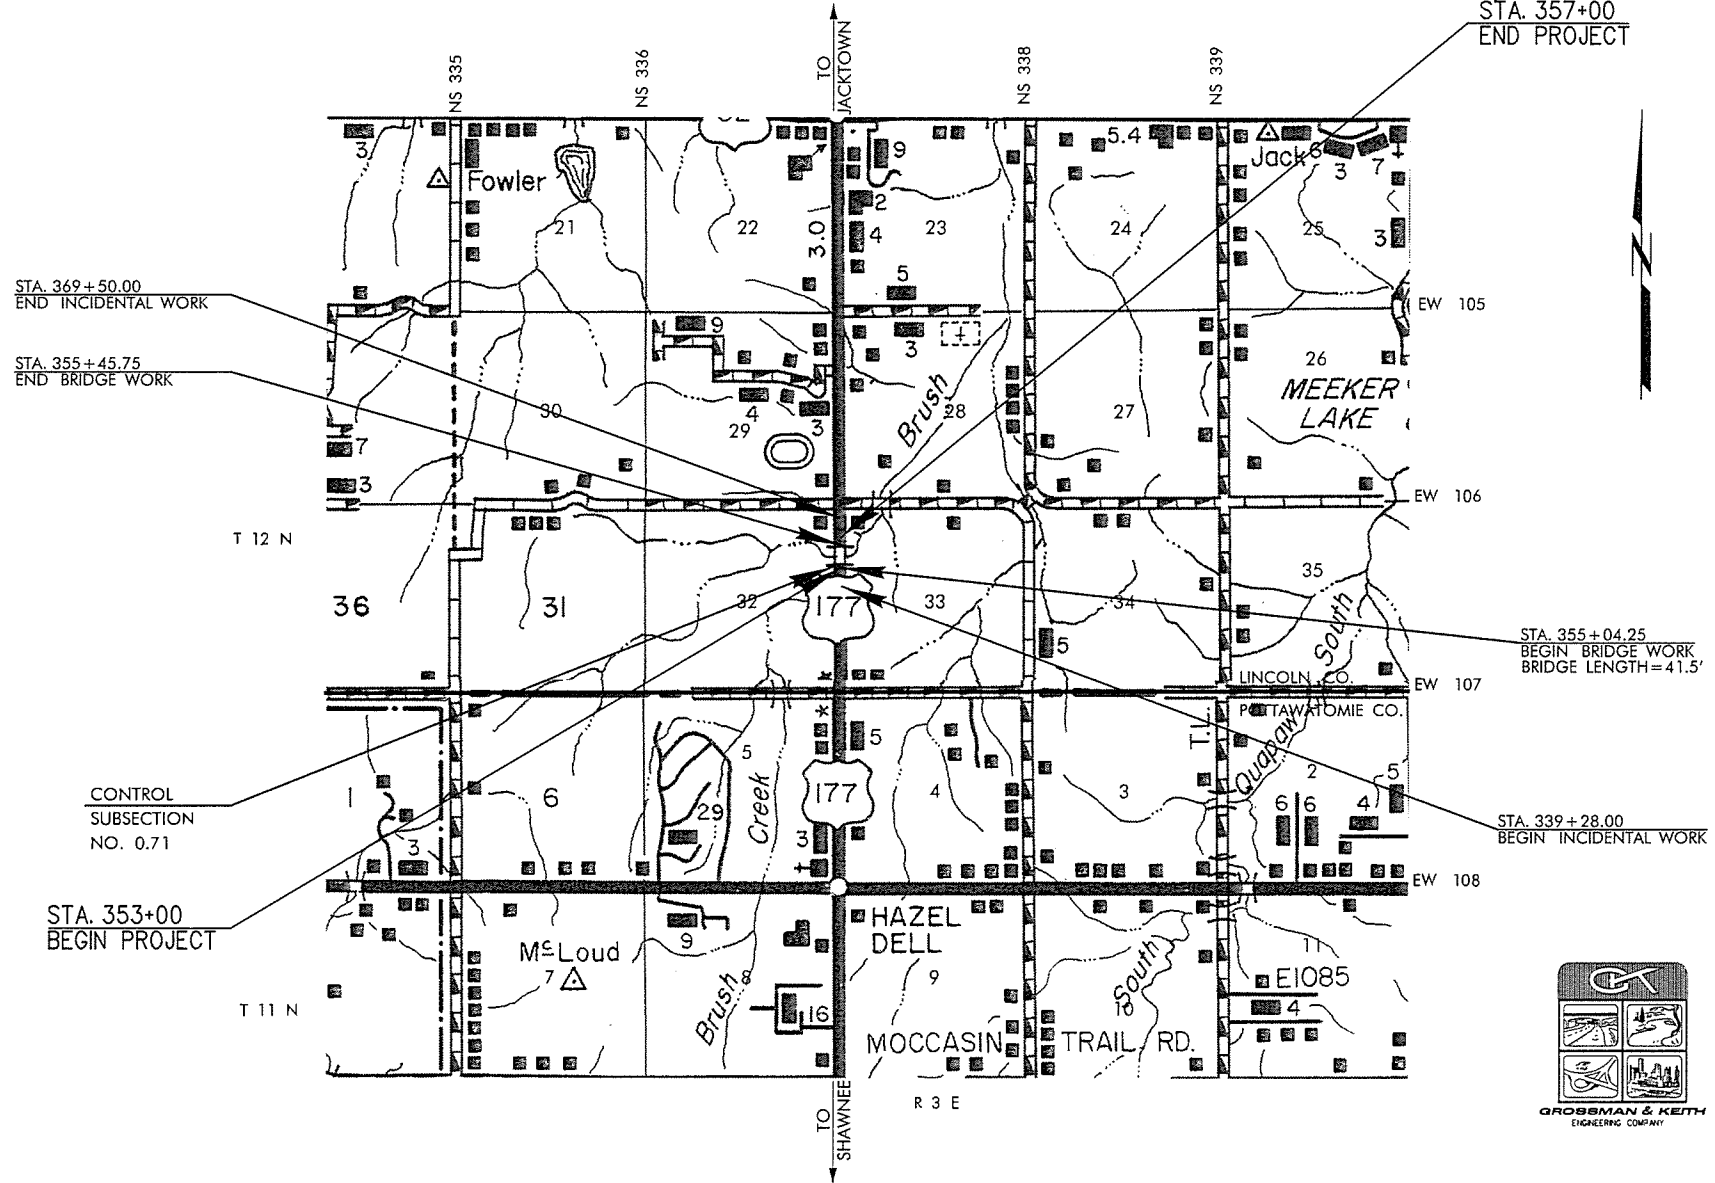 STA. 357+00
END PROJECT
TO
JACKTOWN
NS 335
NS 336
NS 338
NS 339
3
Fowler
9
5.4
Jack
6
3
7
2
21
22
3.0
4
23
24
25
3
5
STA. 369+50.00
END INCIDENTAL WORK
EW 105
9
3
26
STA. 355+45.75
END BRIDGE WORK
MEEKER
LAKE
30
4
29
3
Brush
28
27
7
3
EW 106
T 12 N
36
31
32
177
33
34
35
5
South
STA. 355+04.25
BEGIN BRIDGE WORK
BRIDGE LENGTH=41.5'
LINCOLN CO.
EW 107
POTTAWATOMIE CO.
*
*
T.I.
Quapaw
5
5
CONTROL
SUBSECTION
NO. 0.71
1
6
29
Creek
177
4
3
2
5
6 6
4
3
3
STA. 339+28.00
BEGIN INCIDENTAL WORK
EW 108
STA. 353+00
BEGIN PROJECT
HAZEL
DELL
McLoud
7
9
8
Brush
16
9
South
10
11
E1085
4
T 11 N
MOCCASIN TRAIL RD.
R 3 E
TO
SHAWNEE
GROSSMAN & KEITH
ENGINEERING COMPANY